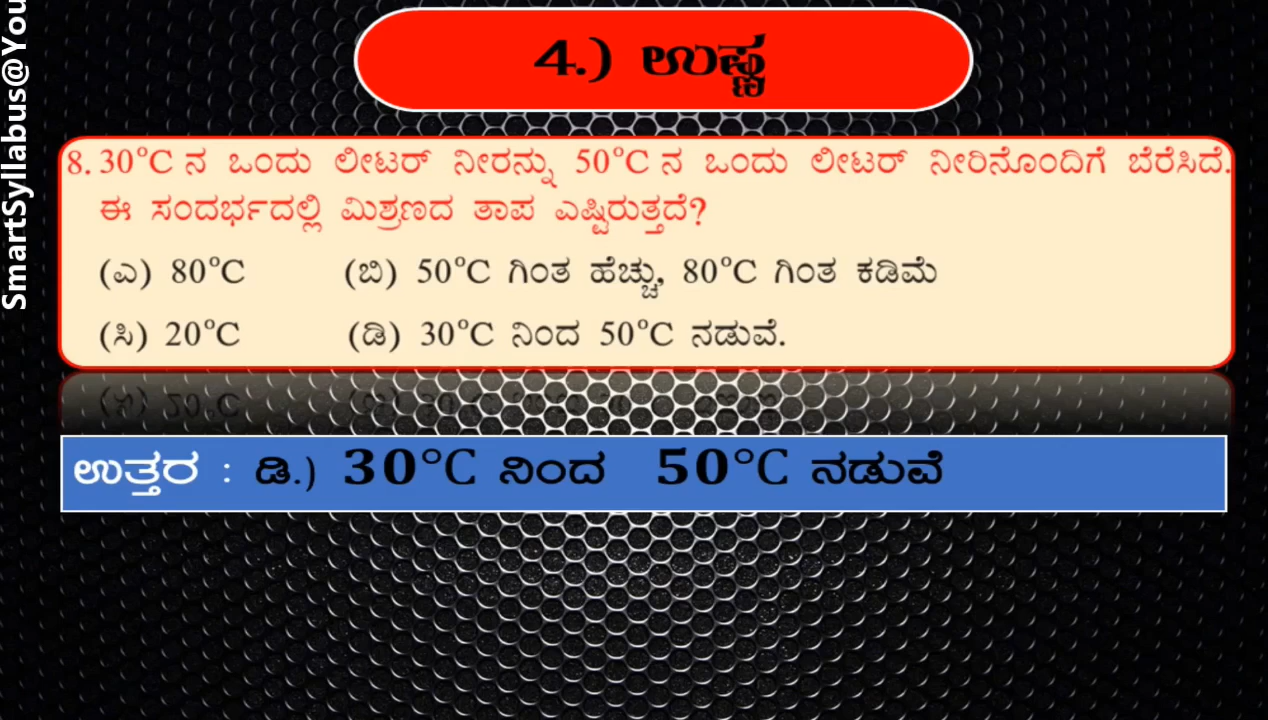 SmartSyllabus@You
4.) ಉಷ್ಣ
8. 30°C ನ ಒಂದು ಲೀಟರ್ ನೀರನ್ನು 50°C ನ ಒಂದು ಲೀಟರ್ ನೀರಿನೊಂದಿಗೆ ಬೆರೆಸಿದೆ.
ಈ ಸಂದರ್ಭದಲ್ಲಿ ಮಿಶ್ರಣದ ತಾಪ ಎಷ್ಟಿರುತ್ತದೆ?
(ಎ) 80°C (ಬಿ) 50°C ಗಿಂತ ಹೆಚ್ಚು, 80°C ಗಿಂತ ಕಡಿಮೆ
(ಸಿ) 20°C (ಡಿ) 30°C ನಿಂದ 50°C ನಡುವೆ.
ಉತ್ತರ : ಡಿ.) 30°C ನಿಂದ 50°C ನಡುವೆ